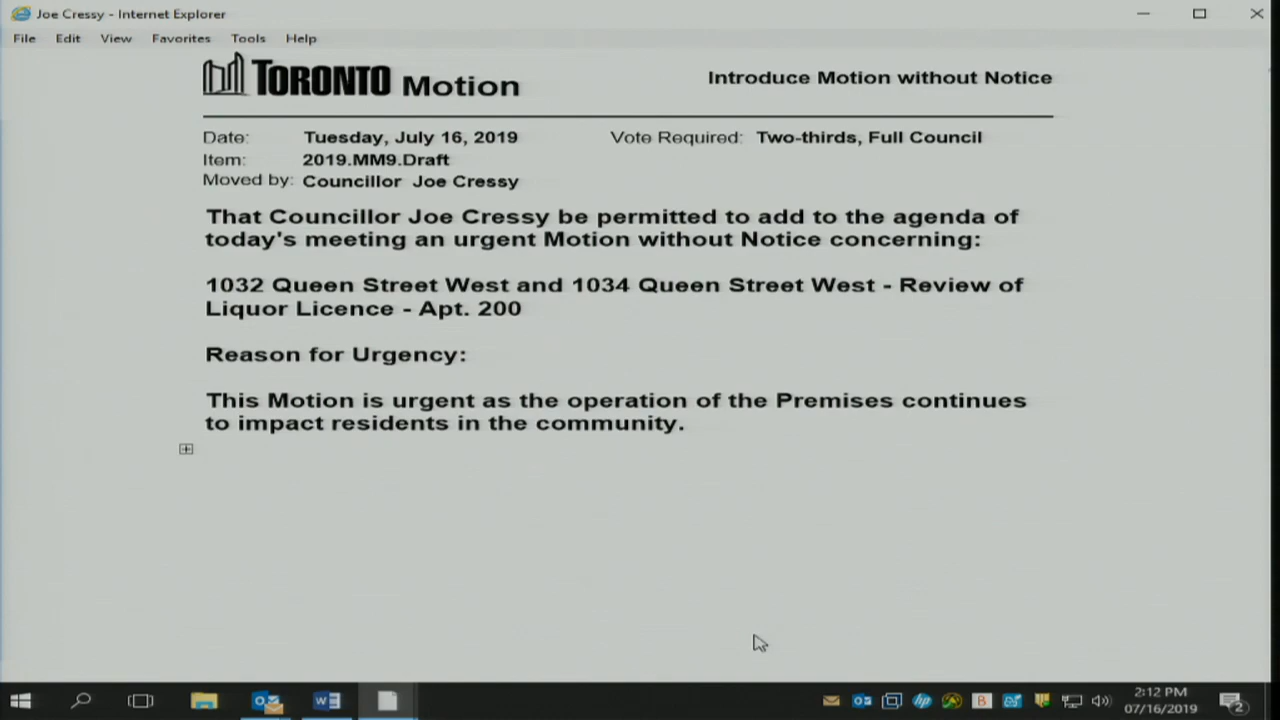 Joe Cressy - Internet Explorer
File Edit View Favorites Tools Help
TORONTO Motion
Introduce Motion without Notice
Date: Tuesday, July 16, 2019
Vote Required: Two-thirds, Full Council
Item: 2019.MM9.Draft
Moved by: Councillor Joe Cressy
That Councillor Joe Cressy be permitted to add to the agenda of
today's meeting an urgent Motion without Notice concerning:
1032 Queen Street West and 1034 Queen Street West - Review of
Liquor Licence - Apt. 200
Reason for Urgency:
This Motion is urgent as the operation of the Premises continues
to impact residents in the community.
2:12 PM
07/16/2019
2